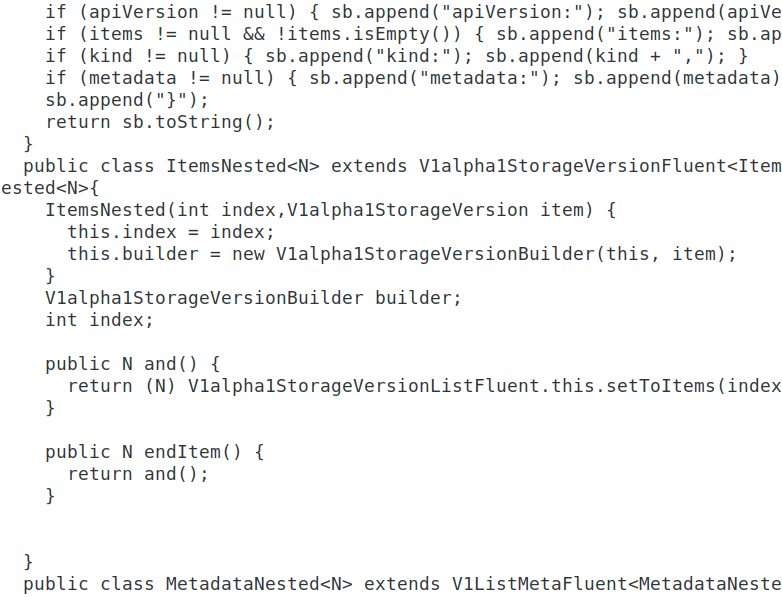 if (apiVersion != null) { sb.append("apiVersion:"); sb.append(apiVe
    if (items != null && !items.isEmpty()) { sb.append("items:"); sb.ap
    if (kind != null) { sb.append("kind:"); sb.append(kind + ","); }
    if (metadata != null) { sb.append("metadata:"); sb.append(metadata)
    sb.append("}");
    return sb.toString();
  }
  public class ItemsNested<N> extends V1alpha1StorageVersionFluent<Item
ested<N>{
    ItemsNested(int index,V1alpha1StorageVersion item) {
      this.index = index;
      this.builder = new V1alpha1StorageVersionBuilder(this, item);
    }
    V1alpha1StorageVersionBuilder builder;
    int index;

    public N and() {
      return (N) V1alpha1StorageVersionListFluent.this.setToItems(index
    }

    public N endItem() {
      return and();
    }


  }
  public class MetadataNested<N> extends V1ListMetaFluent<MetadataNeste